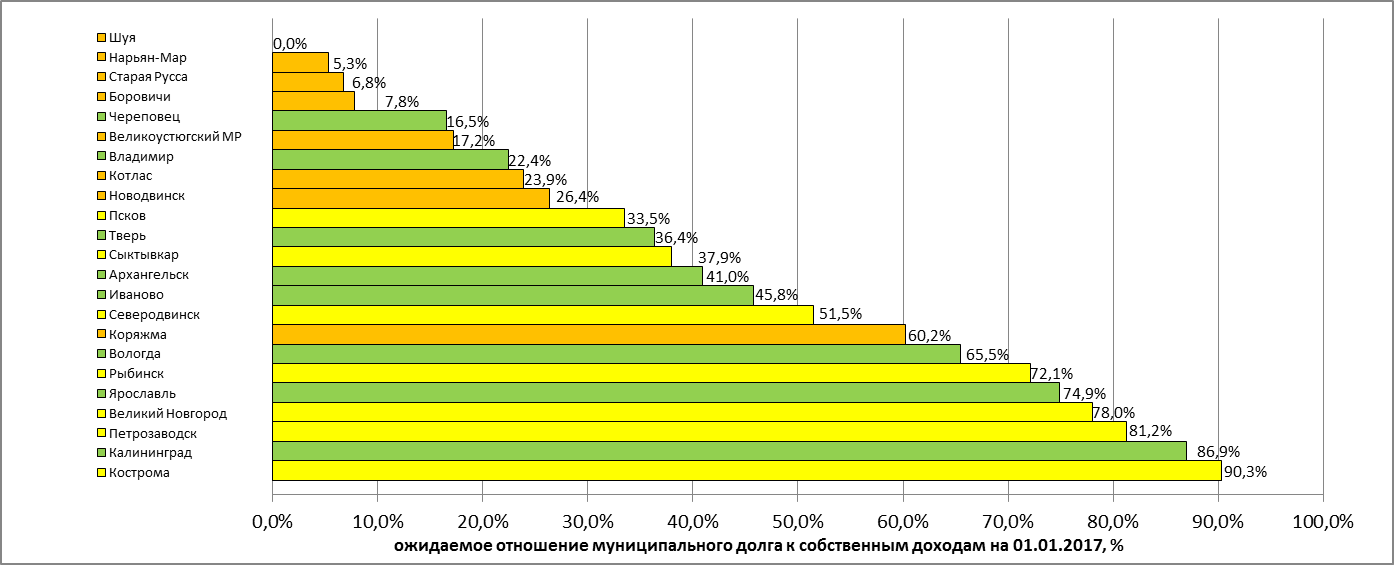 Шуя
0,0%
Нарьян-Мар
5,3%
Старая Русса
6,8%
Боровичи
7,8%
Череповец
16,5%
Великоустюгский МР
17,2%
Владимир
22,4%
Котлас
23,9%
Новодвинск
26,4%
Псков
33,5%
Тверь
36,4%
Сыктывкар
37,9%
Архангельск
41,0%
Иваново
45,8%
Северодвинск
51,5%
Коряжма
60,2%
Вологда
65,5%
Рыбинск
72,1%
Ярославль
74,9%
Великий Новгород
78,0%
Петрозаводск
81,2%
Калининград
86,9%
Кострома
90,3%
0,0% 10,0% 20,0% 30,0% 40,0% 50,0% 60,0% 70,0% 80,0% 90,0% 100,0%
ожидаемое отношение муниципального долга к собственным доходам на 01.01.2017, %